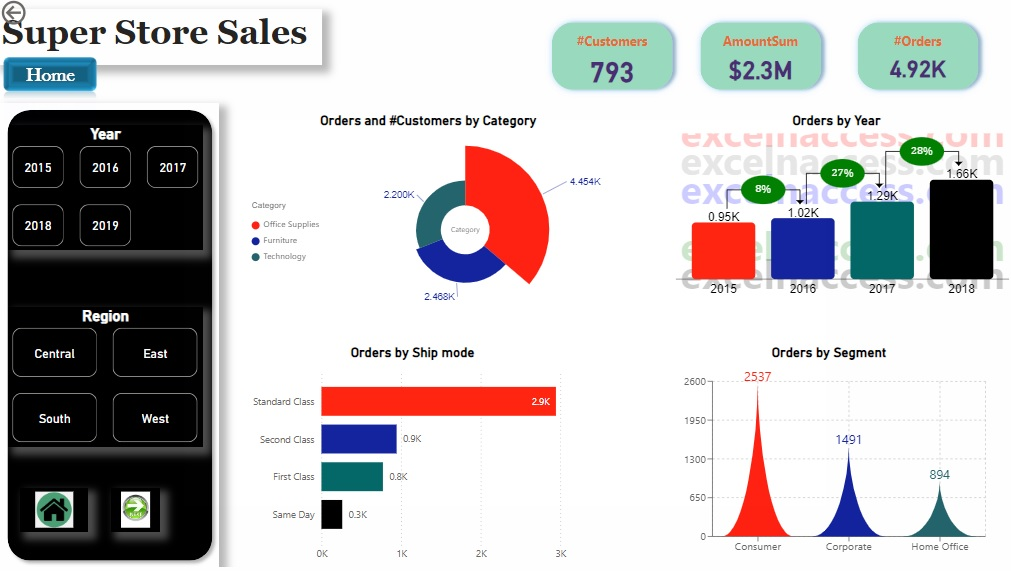 Super Store Sales
Home
#Customers
793
AmountSum
$2.3M
#Orders
4.92K
Year
2015
2016
2017
2018
2019
Region
Central
East
South
West
Orders and #Customers by Category
Category
Office Supplies
Furniture
Technology
2.200K
4.454K
Category
2.468K
Orders by Year
excelnaccess.com
excelnaccess.com
excelnaccess.com
excelnaccess.com
8%
27%
28%
0.95K
1.02K
1.29K
1.66K
2015
2016
2017
2018
Orders by Ship mode
Standard Class
2.9K
Second Class
0.9K
First Class
0.8K
Same Day
0.3K
0K
1K
2K
3K
Orders by Segment
2600
1950
1300
650
0
2537
1491
894
Consumer
Corporate
Home Office